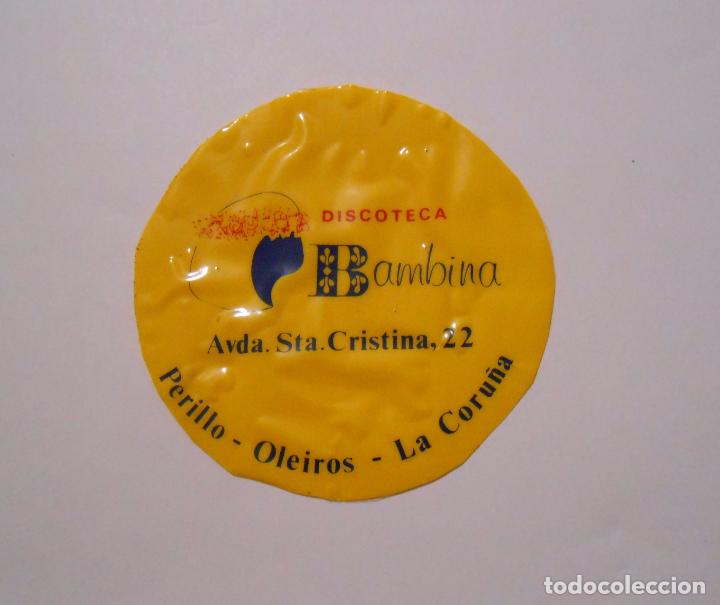 DISCOTECA
Bambina
Avda. Sta. Cristina, 22
Perillo - Oleiros - La Coruña
todocoleccion